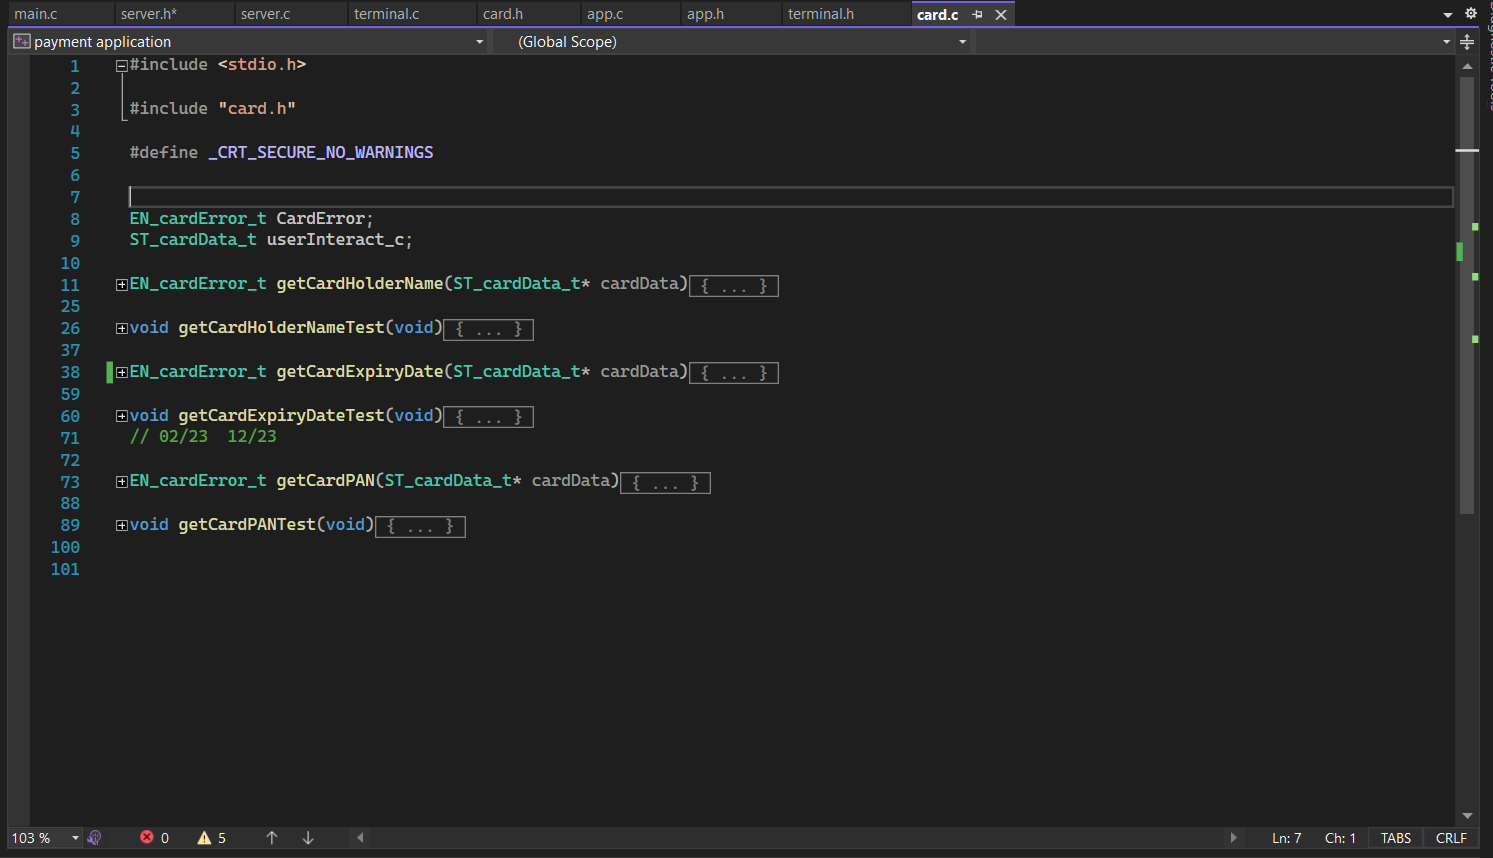 main.c server.h* server.c terminal.c card.h app.c app.h terminal.h card.c
payment application (Global Scope)
1 #include <stdio.h>
2
3 #include "card.h"
4
5 #define _CRT_SECURE_NO_WARNINGS
6
7
8 EN_cardError_t CardError;
9 ST_cardData_t userInteract_c;
10
11 EN_cardError_t getCardHolderName(ST_cardData_t* cardData){ ... }
25
26 void getCardHolderNameTest(void){ ... }
37
38 EN_cardError_t getCardExpiryDate(ST_cardData_t* cardData){ ... }
59
60 void getCardExpiryDateTest(void){ ... }
71 // 02/23  12/23
72
73 EN_cardError_t getCardPAN(ST_cardData_t* cardData){ ... }
88
89 void getCardPANTest(void){ ... }
100
101
103 % 0 5 Ln: 7 Ch: 1 TABS CRLF